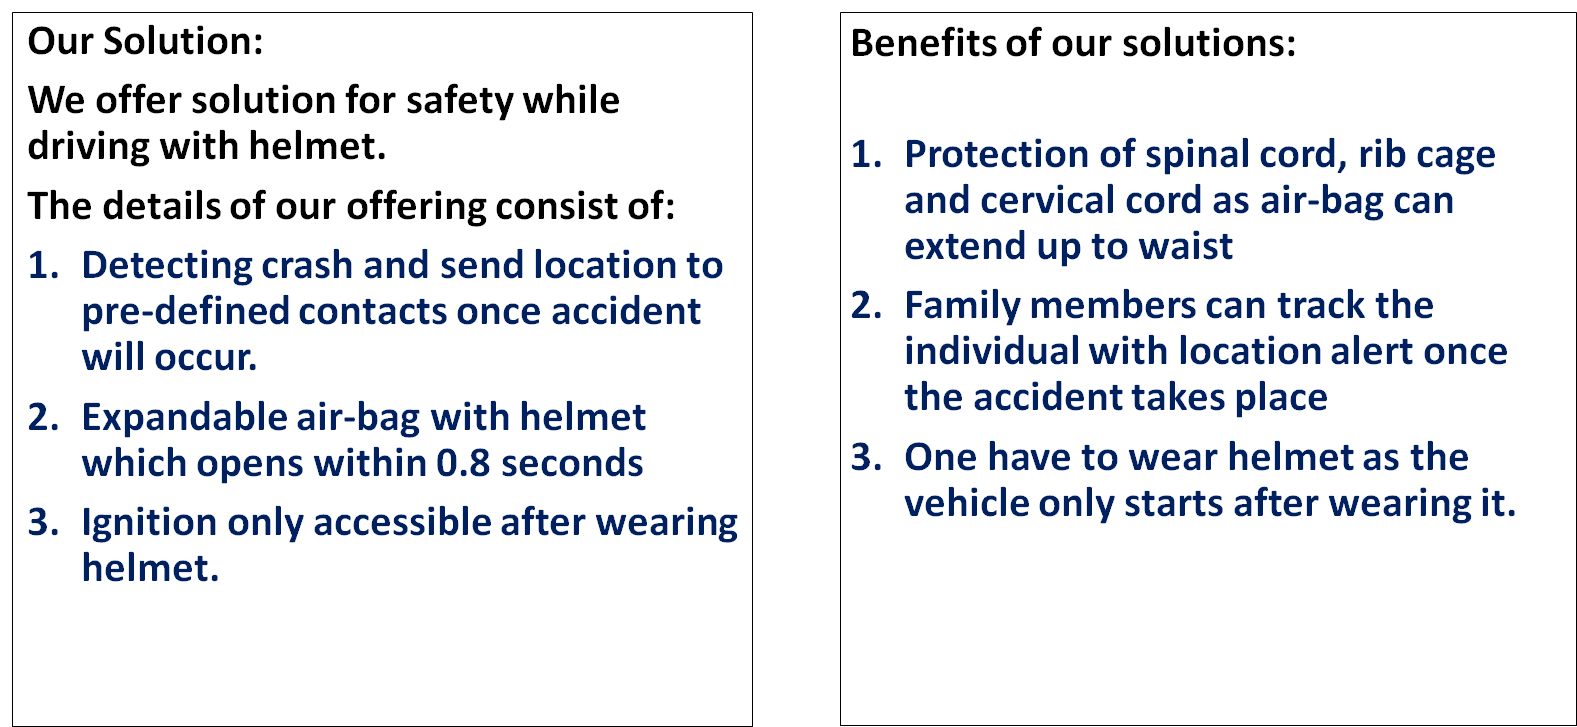 Our Solution:
We offer solution for safety while
driving with helmet.
The details of our offering consist of:
1. Detecting crash and send location to
pre-defined contacts once accident
will occur.
2. Expandable air-bag with helmet
which opens within 0.8 seconds
3. Ignition only accessible after wearing
helmet.
Benefits of our solutions:
1. Protection of spinal cord, rib cage
and cervical cord as air-bag can
extend up to waist
2. Family members can track the
individual with location alert once
the accident takes place
3. One have to wear helmet as the
vehicle only starts after wearing it.